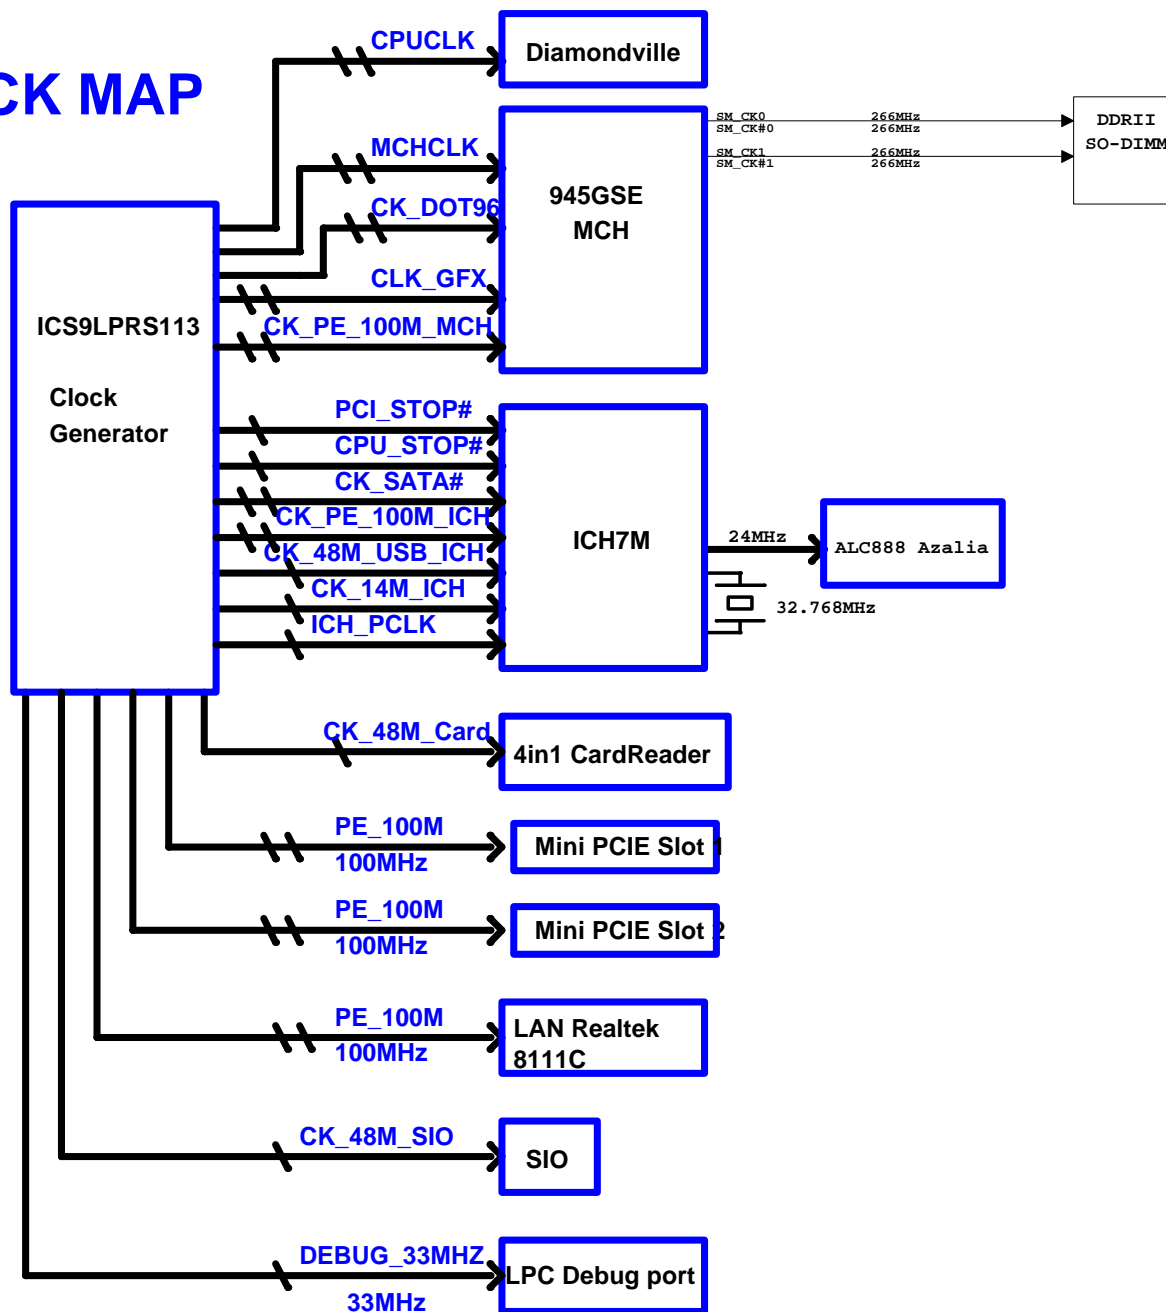 CK MAP
CPUCLK
Diamondville
SM_CK0 266MHz
SM_CK#0 266MHz
SM_CK1 266MHz
SM_CK#1 266MHz
DDRII
SO-DIMM
MCHCLK
CK_DOT96
945GSE
MCH
CLK_GFX
CK_PE_100M_MCH
ICS9LPRS113
Clock
Generator
PCI_STOP#
CPU_STOP#
CK_SATA#
CK_PE_100M_ICH
CK_48M_USB_ICH
CK_14M_ICH
ICH_PCLK
ICH7M
24MHz
ALC888 Azalia
32.768MHz
CK_48M_Card
4in1 CardReader
PE_100M
100MHz
Mini PCIE Slot 1
PE_100M
100MHz
Mini PCIE Slot 2
PE_100M
100MHz
LAN Realtek
8111C
CK_48M_SIO
SIO
DEBUG_33MHZ
33MHz
LPC Debug port